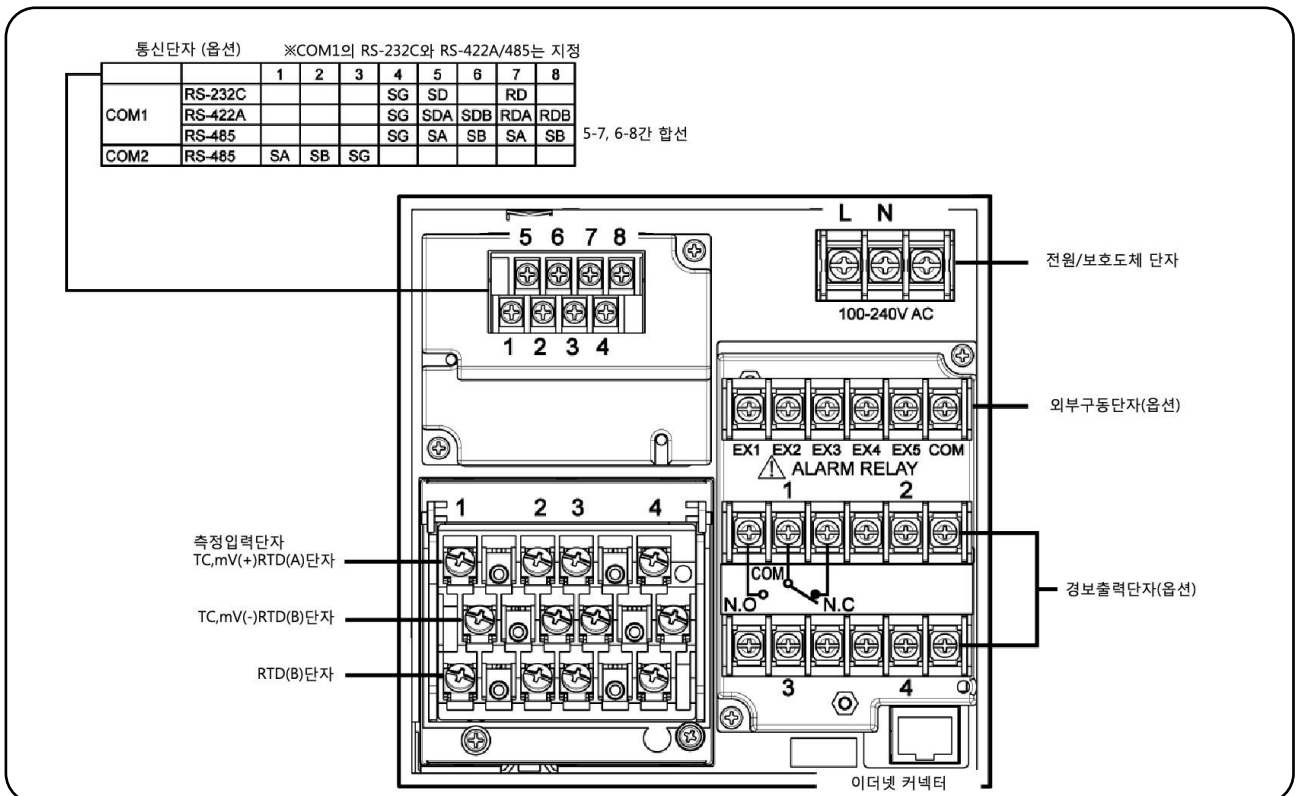 통신단자 (옵션) ※COM1의 RS-232C와 RS-422A/485는 지정
1 2 3 4 5 6 7 8
COM1 RS-232C SG SD RD
RS-422A SG SDA SDB RDA RDB
RS-485 SG SA SB SA SB 5-7, 6-8간 합선
COM2 RS-485 SA SB SG
5 6 7 8
1 2 3 4
L N
100-240V AC
전원/보호도체 단자
외부구동단자(옵션)
EX1 EX2 EX3 EX4 EX5 COM
ALARM RELAY
1 2
COM
N.O N.C
3 4
경보출력단자(옵션)
1 2 3 4
측정입력단자
TC,mV(+)RTD(A)단자
TC,mV(-)RTD(B)단자
RTD(B)단자
이더넷 커넥터